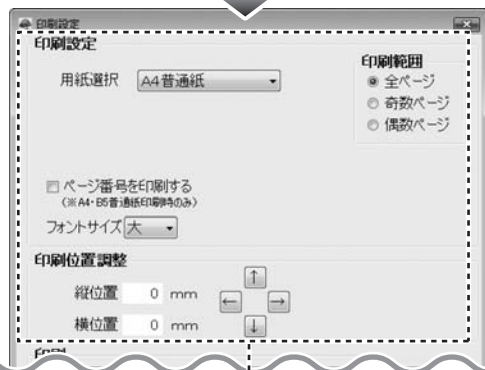 印刷設定
印刷設定
用紙選択 A4普通紙
印刷範囲
全ページ
奇数ページ
偶数ページ
ページ番号を印刷する
(※A4・B5普通紙印刷時のみ)
フォントサイズ 大
印刷位置調整
縦位置 0 mm
横位置 0 mm
↑
← →
↓